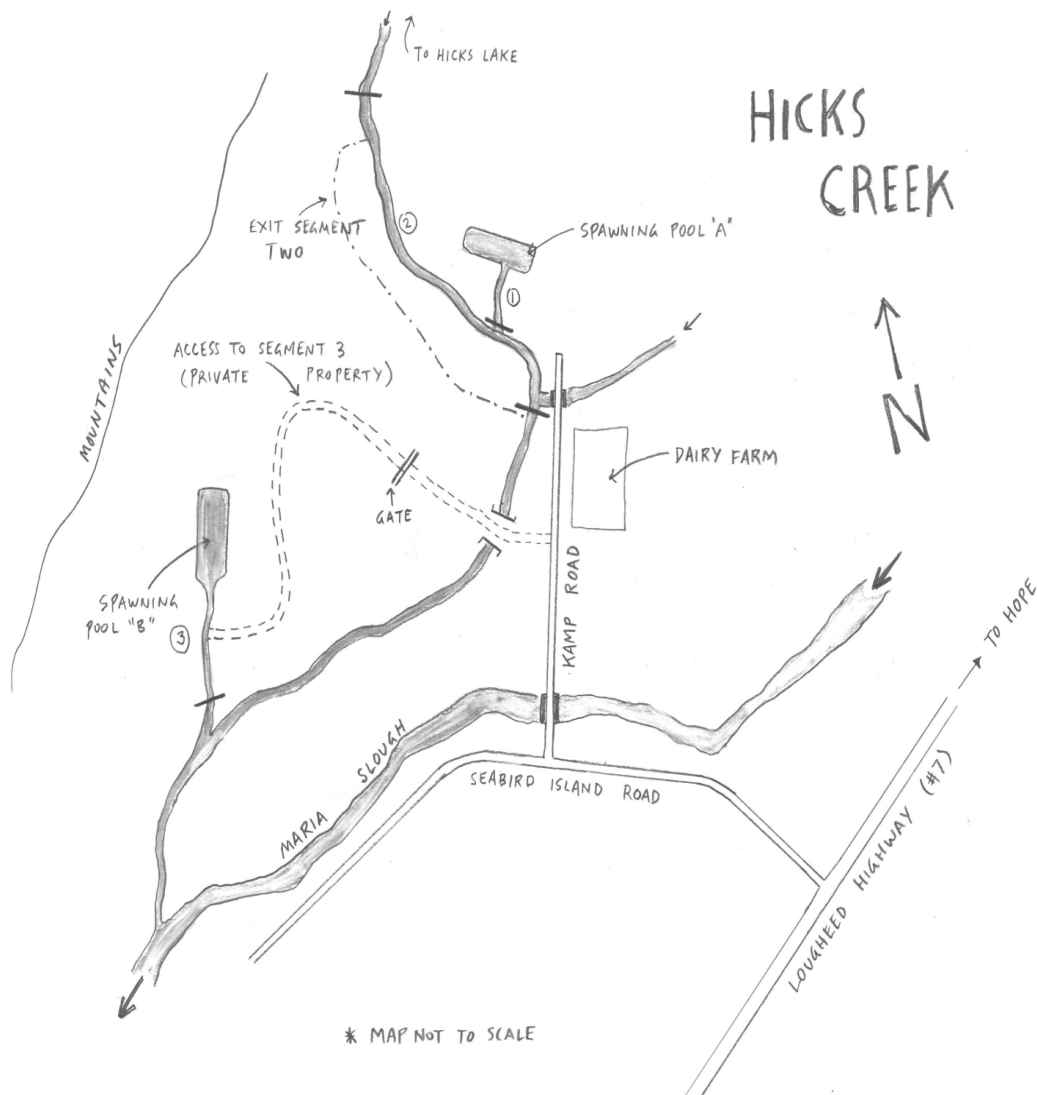 TO HICKS LAKE
HICKS
CREEK
EXIT SEGMENT
TWO
②
SPAWNING POOL "A"
①
ACCESS TO SEGMENT 3
(PRIVATE PROPERTY)
MOUNTAINS
N
DAIRY FARM
GATE
SPAWNING
POOL "B"
③
KAMP ROAD
TO HOPE
MARIA SLOUGH
SEABIRD ISLAND ROAD
LOUGHEED HIGHWAY (#7)
* MAP NOT TO SCALE